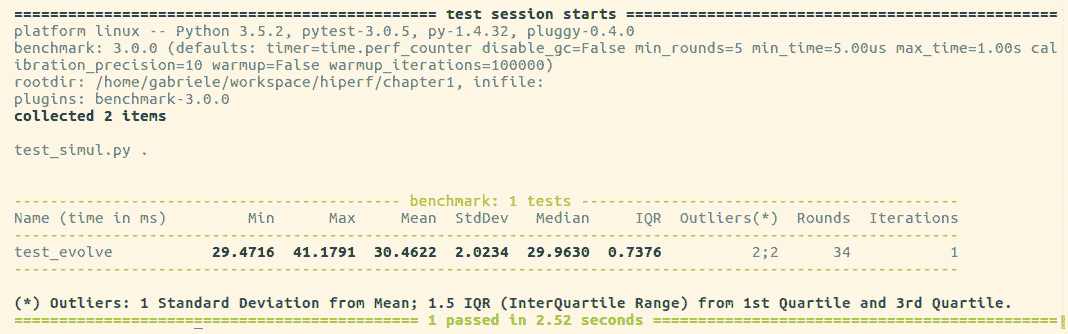 ================================================ test session starts =================================================
platform linux -- Python 3.5.2, pytest-3.0.5, py-1.4.32, pluggy-0.4.0
benchmark: 3.0.0 (defaults: timer=time.perf_counter disable_gc=False min_rounds=5 min_time=5.00us max_time=1.00s cal
ibration_precision=10 warmup=False warmup_iterations=100000)
rootdir: /home/gabriele/workspace/hiperf/chapter1, inifile:
plugins: benchmark-3.0.0
collected 2 items
test_simul.py .
------------------------------------------- benchmark: 1 tests ------------------------------------------
Name (time in ms) Min Max Mean StdDev Median IQR Outliers(*) Rounds Iterations
---------------------------------------------------------------------------------------------------------
test_evolve 29.4716 41.1791 30.4622 2.0234 29.9630 0.7376 2;2 34 1
---------------------------------------------------------------------------------------------------------
(*) Outliers: 1 Standard Deviation from Mean; 1.5 IQR (InterQuartile Range) from 1st Quartile and 3rd Quartile.
============================================== 1 passed in 2.52 seconds ==============================================